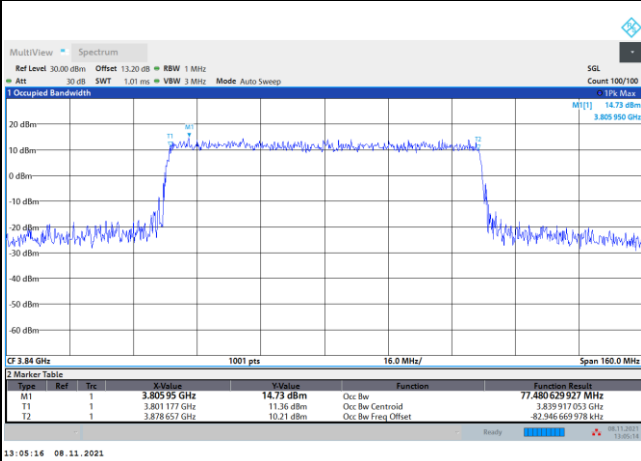 MultiView Spectrum
Ref Level 30.00 dBm Offset 13.20 dB RBW 1 MHz SGL
Att 30 dB SWT 1.01 ms VBW 3 MHz Mode Auto Sweep Count 100/100
1 Occupied Bandwidth 1Pk Max
M1[1] 14.73 dBm
3.805 950 GHz
20 dBm
M1
T1
T2
10 dBm
0 dBm
-10 dBm
-20 dBm
-30 dBm
-40 dBm
-50 dBm
-60 dBm
CF 3.84 GHz 1001 pts 16.0 MHz/ Span 160.0 MHz
2 Marker Table
Type Ref Trc X-Value Y-Value Function Function Result
M1 1 3.805 95 GHz 14.73 dBm Occ Bw 77.480 629 927 MHz
T1 1 3.801 177 GHz 11.36 dBm Occ Bw Centroid 3.839 917 053 GHz
T2 1 3.878 657 GHz 10.21 dBm Occ Bw Freq Offset -82.946 669 978 kHz
Ready 08.11.2021
13:05:16
13:05:16 08.11.2021